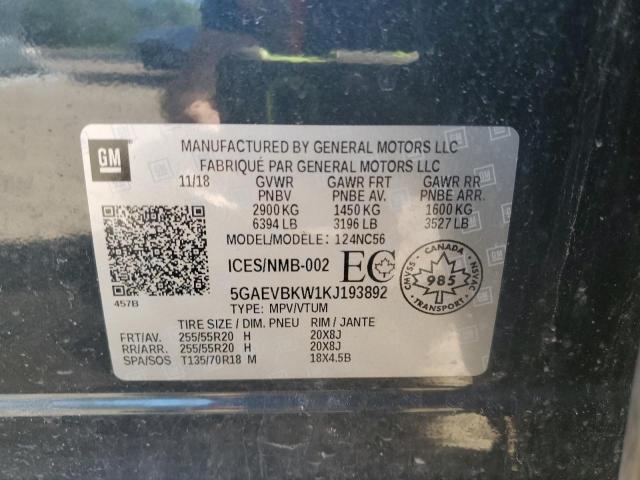 GM
MANUFACTURED BY GENERAL MOTORS LLC
FABRIQUÉ PAR GENERAL MOTORS LLC
11/18 GVWR GAWR FRT GAWR RR
PNBV PNBE AV. PNBE ARR.
2900 KG 1450 KG 1600 KG
6394 LB 3196 LB 3527 LB
MODEL/MODÈLE: 124NC56
ICES/NMB-002 EC
CANADA
CMVSS 985 NSVAC
TRANSPORT
457B
5GAEVBKW1KJ193892
TYPE: MPV/VTUM
TIRE SIZE / DIM. PNEU RIM / JANTE
FRT/AV. 255/55R20 H 20X8J
RR/ARR. 255/55R20 H 20X8J
SPA/SOS T135/70R18 M 18X4.5B